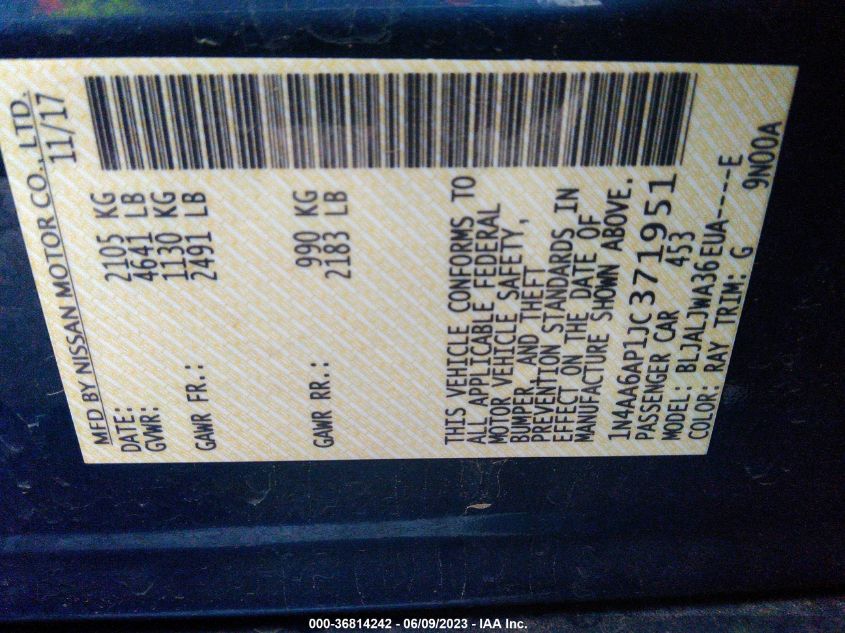 MFD BY NISSAN MOTOR CO., LTD.
DATE: 11/17
GVWR: 2105 KG
4641 LB
GAWR FR.: 1130 KG
2491 LB
GAWR RR.: 990 KG
2183 LB
THIS VEHICLE CONFORMS TO
ALL APPLICABLE FEDERAL
MOTOR VEHICLE SAFETY,
BUMPER, AND THEFT
PREVENTION STANDARDS IN
EFFECT ON THE DATE OF
MANUFACTURE SHOWN ABOVE.
1N4AA6AP1JC371951
PASSENGER CAR 453
MODEL: BLJALJWA36EUA----E
COLOR: RAY TRIM: G 9N00A
000-36814242 - 06/09/2023 - IAA Inc.